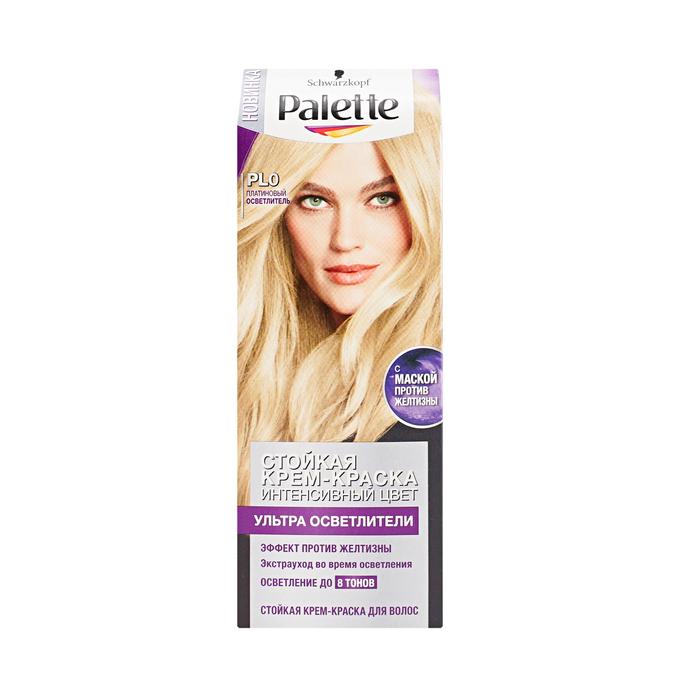 НОВИНКА
Schwarzkopf
Palette
PL0
ПЛАТИНОВЫЙ
ОСВЕТЛИТЕЛЬ
С
МАСКОЙ
ПРОТИВ
ЖЕЛТИЗНЫ
СТОЙКАЯ
КРЕМ-КРАСКА
ИНТЕНСИВНЫЙ ЦВЕТ
УЛЬТРА ОСВЕТЛИТЕЛИ
ЭФФЕКТ ПРОТИВ ЖЕЛТИЗНЫ
Экстрауход во время осветления
ОСВЕТЛЕНИЕ ДО 8 ТОНОВ
СТОЙКАЯ КРЕМ-КРАСКА ДЛЯ ВОЛОС